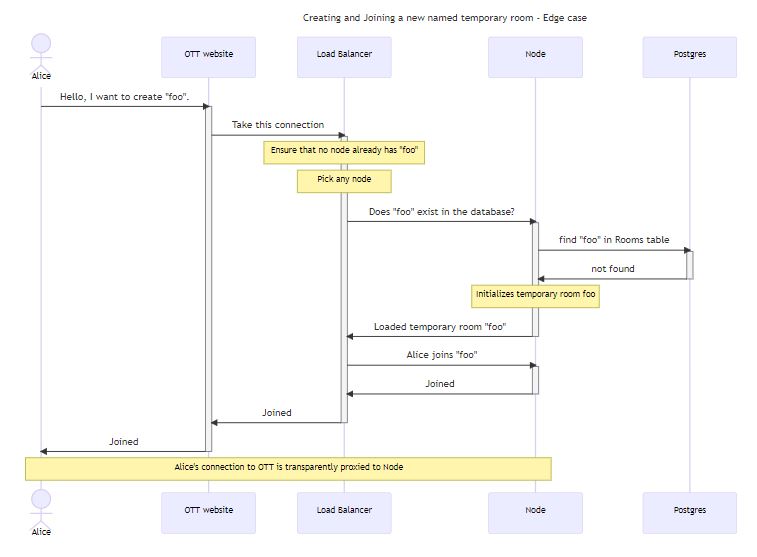 Creating and Joining a new named temporary room - Edge case
Alice
OTT website
Load Balancer
Node
Postgres
Hello, I want to create "foo".
Take this connection
Ensure that no node already has "foo"
Pick any node
Does "foo" exist in the database?
find "foo" in Rooms table
not found
Initializes temporary room foo
Loaded temporary room "foo"
Alice joins "foo"
Joined
Joined
Joined
Alice's connection to OTT is transparently proxied to Node
Alice
OTT website
Load Balancer
Node
Postgres